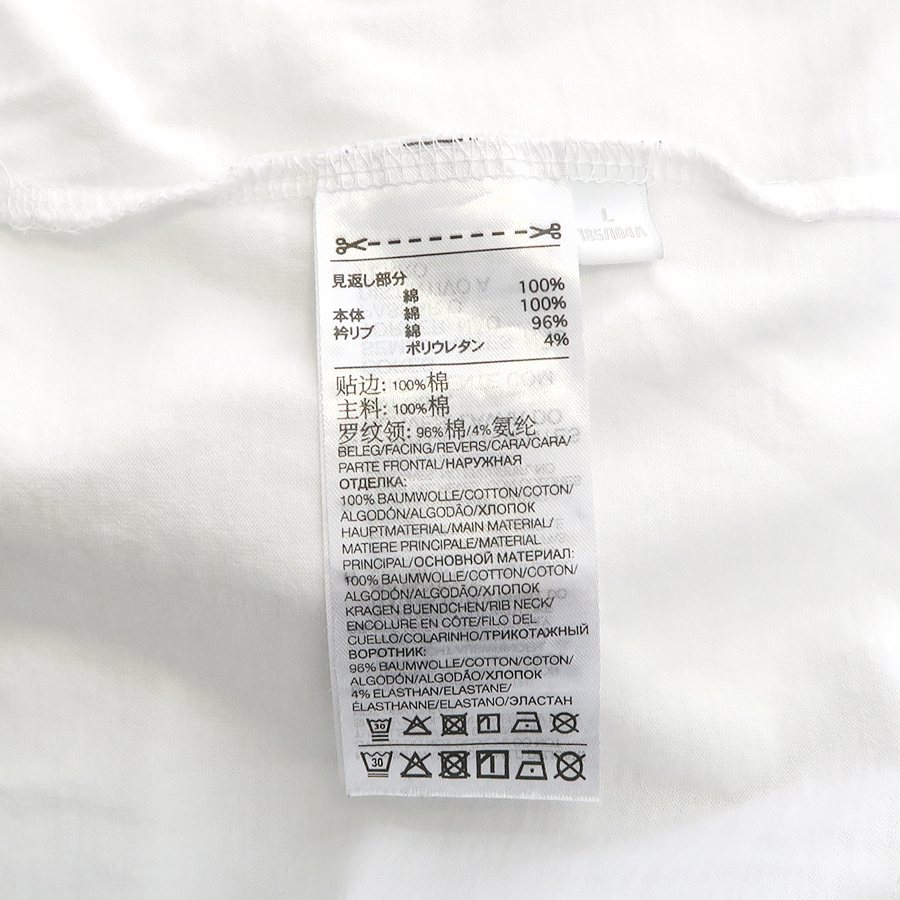 L
185/104A
見返し部分
綿 100%
本体 綿 100%
衿リブ 綿 96%
ポリウレタン 4%
贴边: 100%棉
主料: 100%棉
罗纹领: 96%棉/4%氨纶
BELEG/FACING/REVERS/CARA/CARA/
PARTE FRONTAL/НАРУЖНАЯ
ОТДЕЛКА:
100% BAUMWOLLE/COTTON/COTON/
ALGODÓN/ALGODÃO/ХЛОПОК
HAUPTMATERIAL/MAIN MATERIAL/
MATIERE PRINCIPALE/MATERIAL
PRINCIPAL/ОСНОВНОЙ МАТЕРИАЛ:
100% BAUMWOLLE/COTTON/COTON/
ALGODÓN/ALGODÃO/ХЛОПОК
KRAGEN BUENDCHEN/RIB NECK/
ENCOLURE EN CÔTE/FILO DEL
CUELLO/COLARINHO/ТРИКОТАЖНЫЙ
ВОРОТНИК:
96% BAUMWOLLE/COTTON/COTON/
ALGODÓN/ALGODÃO/ХЛОПОК
4% ELASTHAN/ELASTANE/
ÉLASTHANNE/ELASTANO/ЭЛАСТАН
30
30